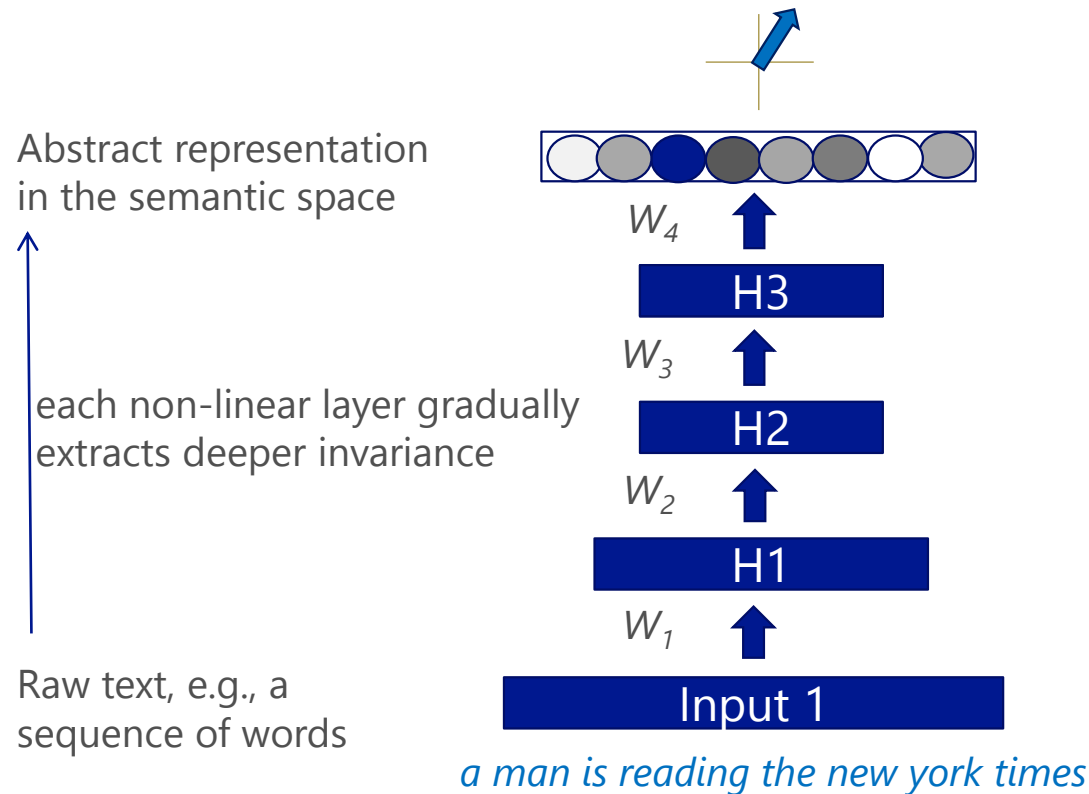 Abstract representation
in the semantic space
W4
H3
W3
each non-linear layer gradually
extracts deeper invariance
H2
W2
H1
W1
Raw text, e.g., a
sequence of words
Input 1
a man is reading the new york times